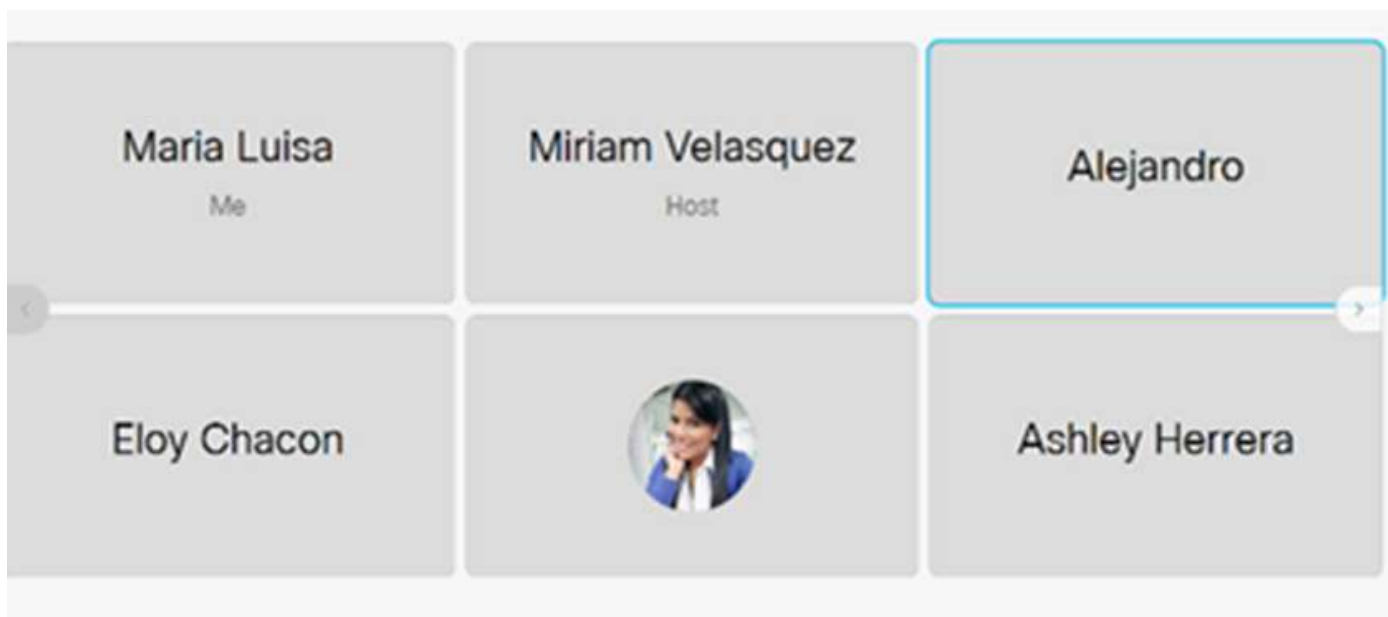 Maria Luisa
Me
Miriam Velasquez
Host
Alejandro
Eloy Chacon
Ashley Herrera